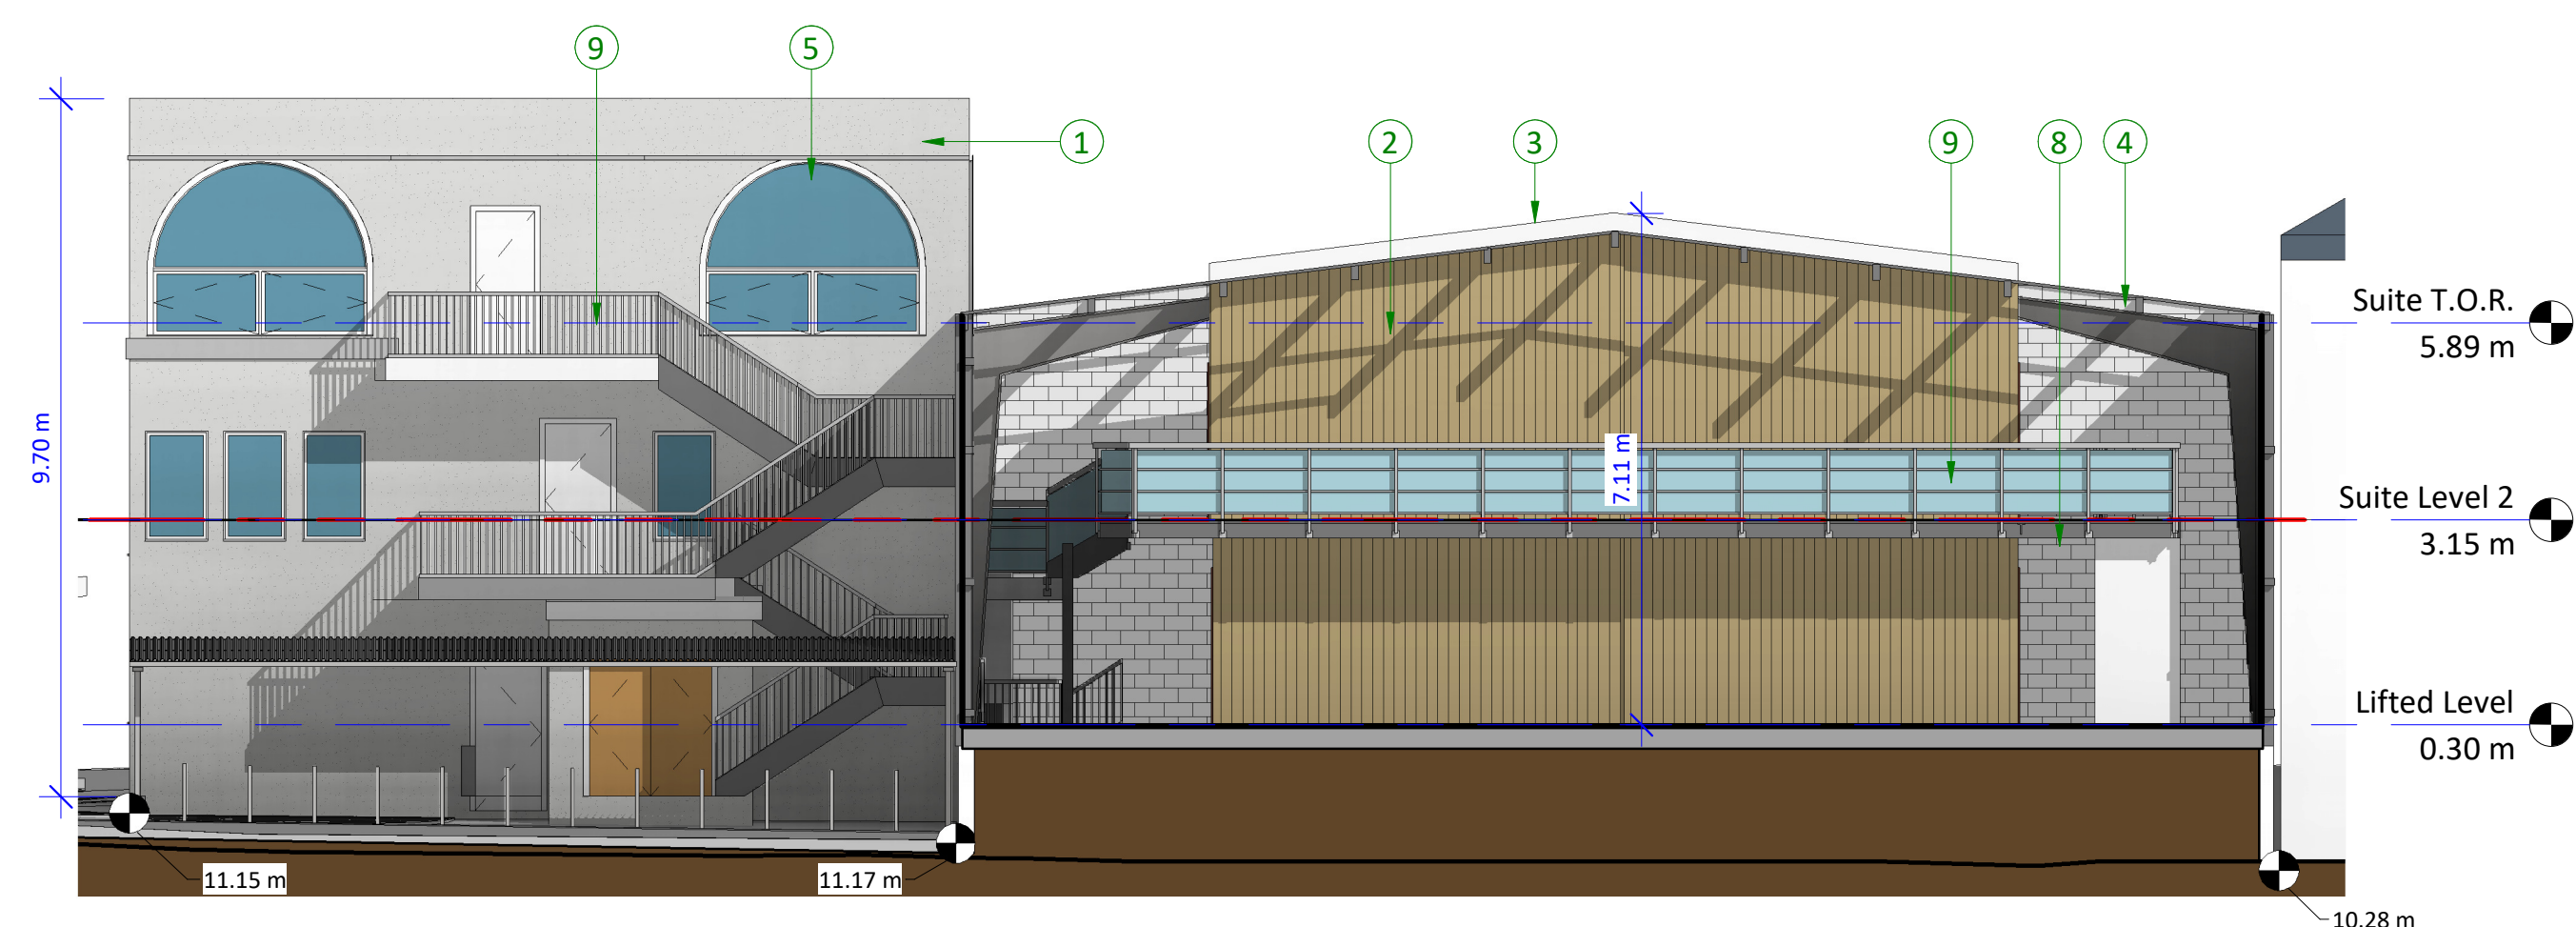 9
5
1
2
3
9
8
4
9.70 m
7.11 m
Suite T.O.R.
5.89 m
Suite Level 2
3.15 m
Lifted Level
0.30 m
11.15 m
11.17 m
10.28 m